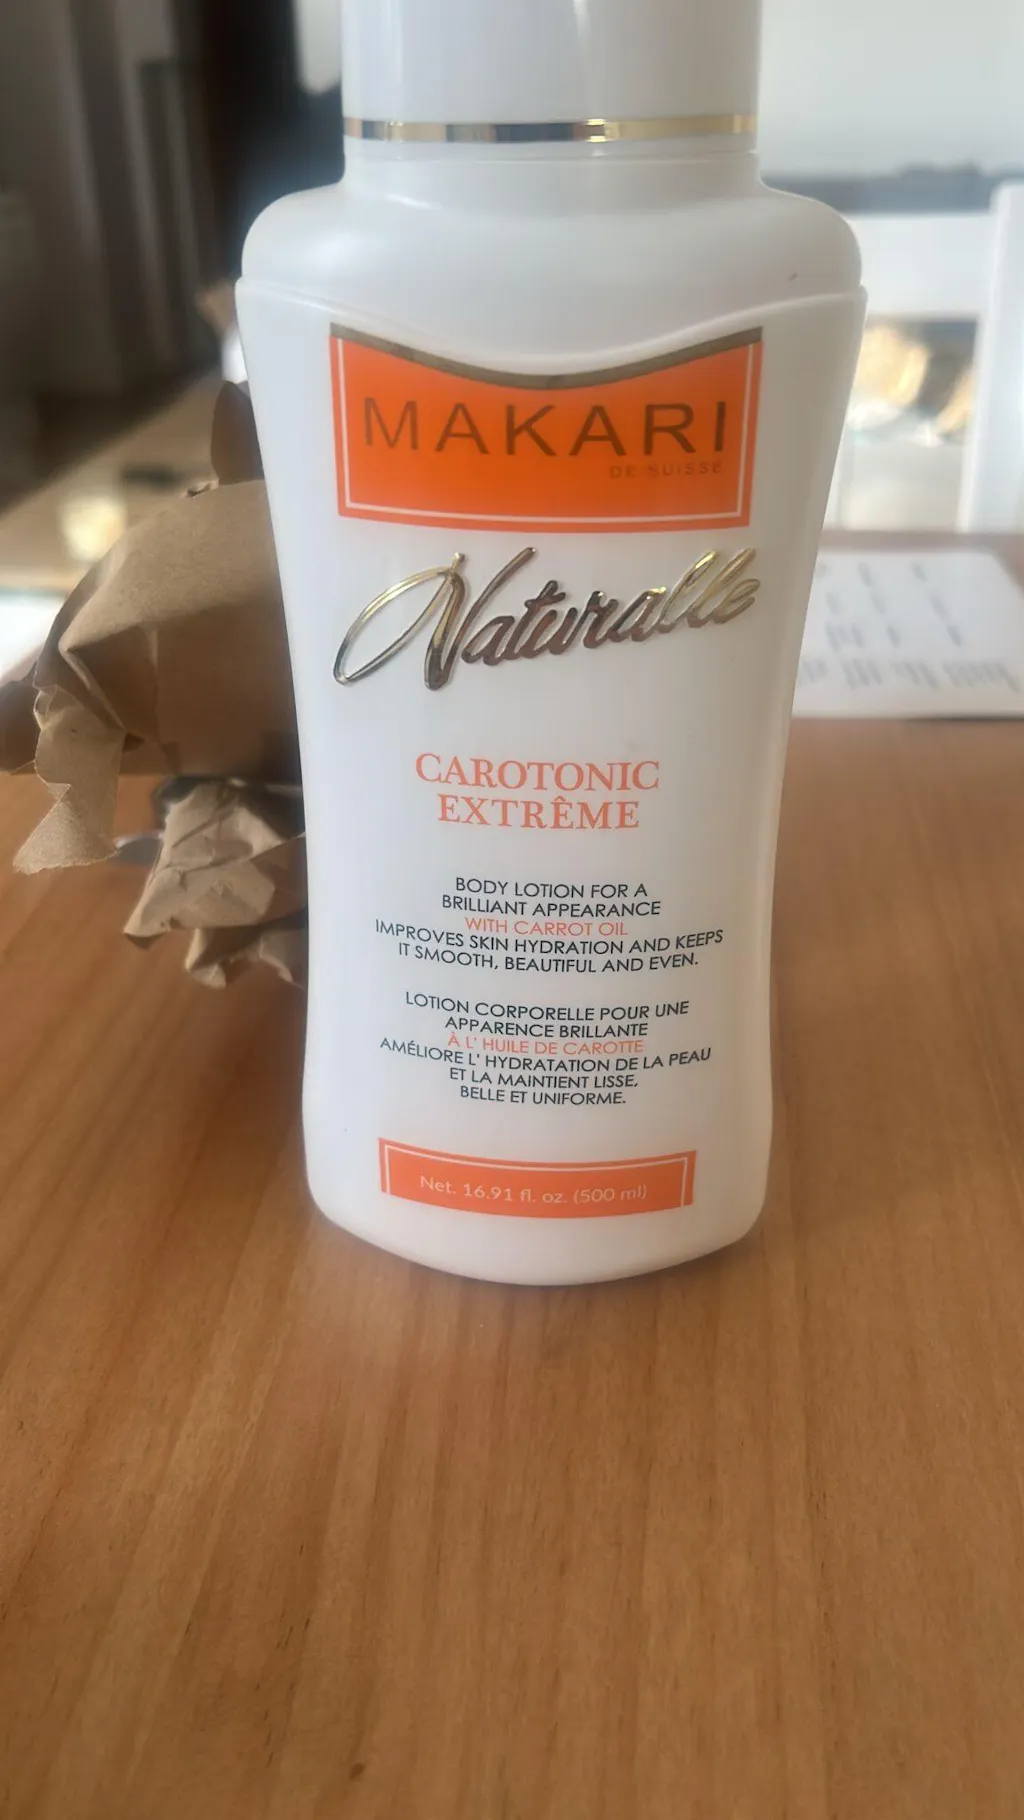 MAKARI
DE SUISSE
Naturalle
CAROTONIC
EXTRÊME
BODY LOTION FOR A
BRILLIANT APPEARANCE
WITH CARROT OIL
IMPROVES SKIN HYDRATION AND KEEPS
IT SMOOTH, BEAUTIFUL AND EVEN.
LOTION CORPORELLE POUR UNE
APPARENCE BRILLANTE
À L' HUILE DE CAROTTE
AMÉLIORE L' HYDRATATION DE LA PEAU
ET LA MAINTIENT LISSE,
BELLE ET UNIFORME.
Net. 16.91 fl. oz. (500 ml)